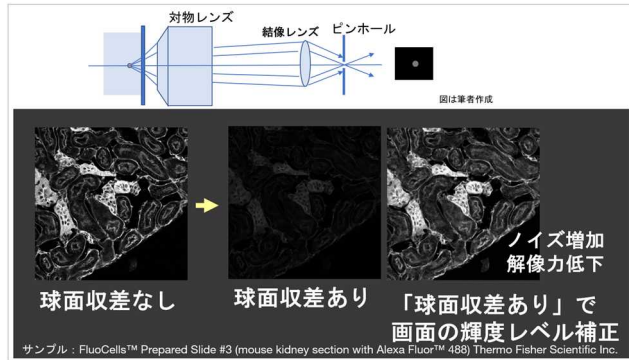 対物レンズ
結像レンズ
ピンホール
図は筆者作成
ノイズ増加
解像力低下
球面収差なし
球面収差あり
「球面収差あり」で
画面の輝度レベル補正
サンプル：FluoCells™ Prepared Slide #3 (mouse kidney section with Alexa Fluor™ 488) Thermo Fisher Scientific Inc.